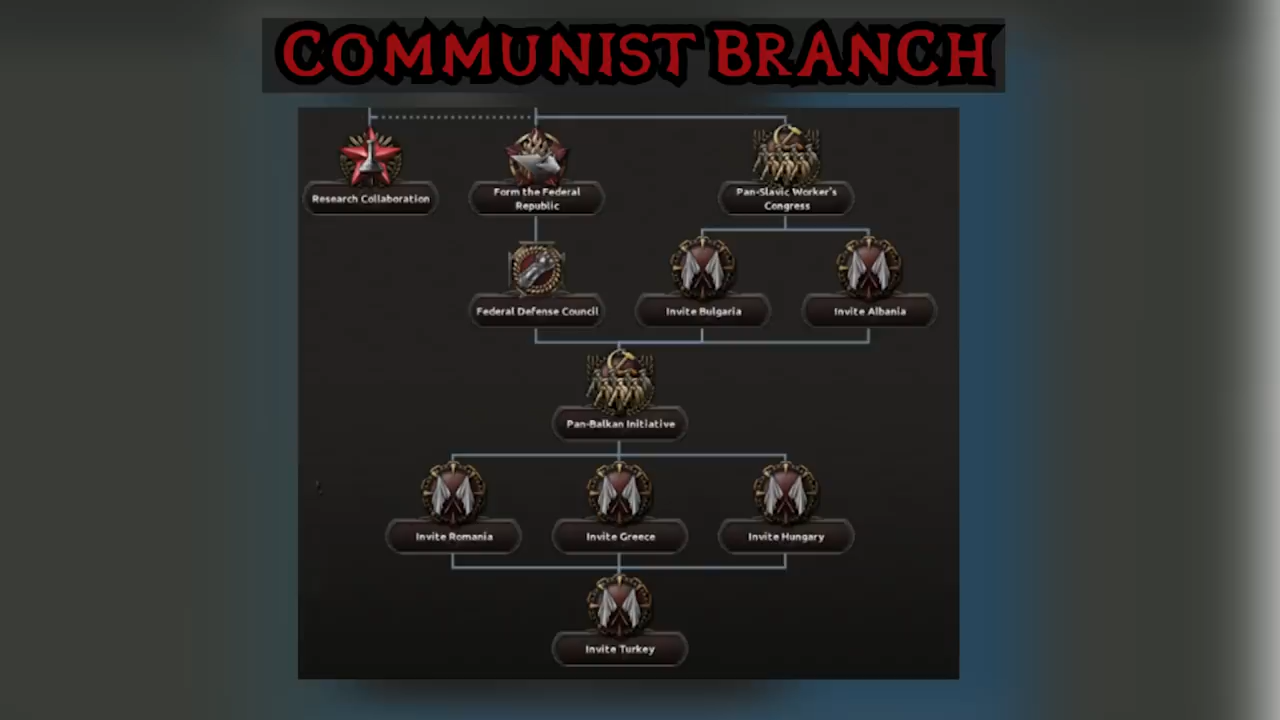 COMMUNIST BRANCH
Research Collaboration
Form the Federal
Republic
Pan-Slavic Worker's
Congress
Federal Defense Council
Invite Bulgaria
Invite Albania
Pan-Balkan Initiative
Invite Romania
Invite Greece
Invite Hungary
Invite Turkey